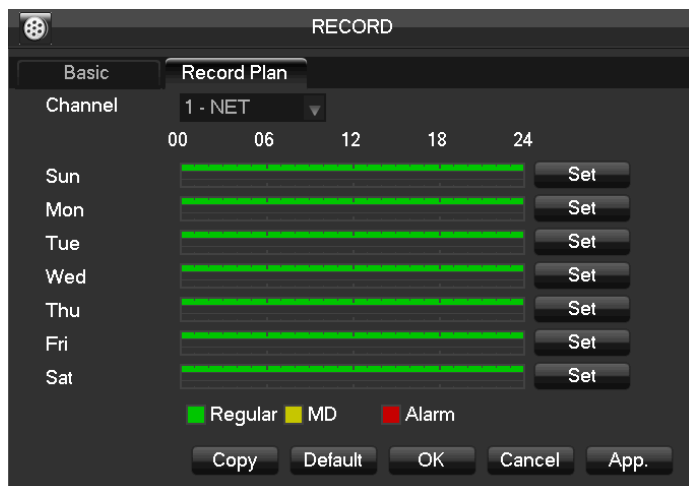 RECORD
Basic Record Plan
Channel 1 - NET
00 06 12 18 24
Sun Set
Mon Set
Tue Set
Wed Set
Thu Set
Fri Set
Sat Set
Regular MD Alarm
Copy Default OK Cancel App.